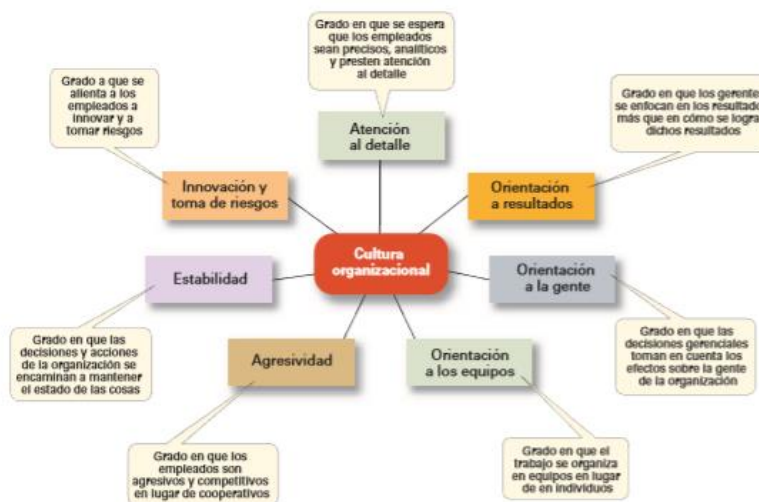 Grado en que se espera
que los empleados
sean precisos, analíticos
y presten atención
al detalle
Atención
al detalle
Grado a que se
alienta a los
empleados a
innovar y a
tomar riesgos
Innovación y
toma de riesgos
Grado en que los gerente
se enfocan en los resultado
más que en cómo se logra
dichos resultados
Orientación
a resultados
Cultura
organizacional
Estabilidad
Grado en que las
decisiones y acciones
de la organización se
encaminan a mantener
el estado de las cosas
Orientación
a la gente
Grado en que las
decisiones gerenciales
toman en cuenta los
efectos sobre la gente
de la organización
Agresividad
Grado en que los
empleados son
agresivos y competitivos
en lugar de cooperativos
Orientación
a los equipos
Grado en que el
trabajo se organiza
en equipos en lugar
de en individuos